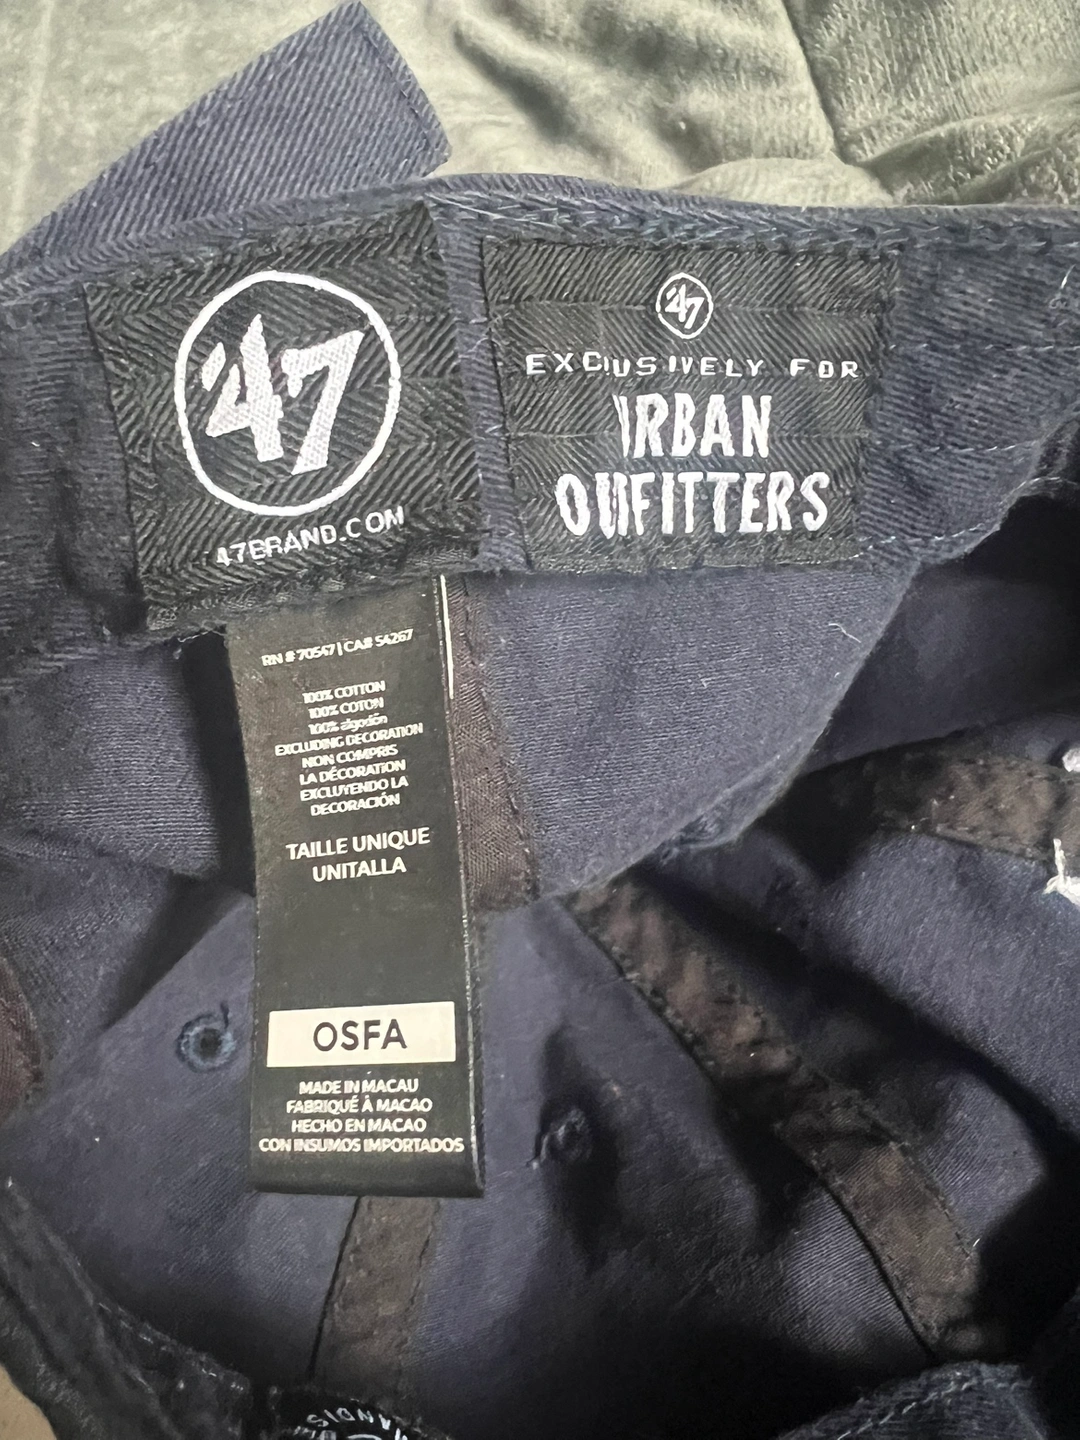 '47
47BRAND.COM
'47
EXCLUSIVELY FOR
URBAN
OUTFITTERS
RN # 70547 | CA# 54267
100% COTTON
100% COTON
100% algodón
EXCLUDING DECORATION
NON COMPRIS
LA DÉCORATION
EXCLUYENDO LA
DECORACIÓN
TAILLE UNIQUE
UNITALLA
OSFA
MADE IN MACAU
FABRIQUÉ À MACAO
HECHO EN MACAO
CON INSUMOS IMPORTADOS